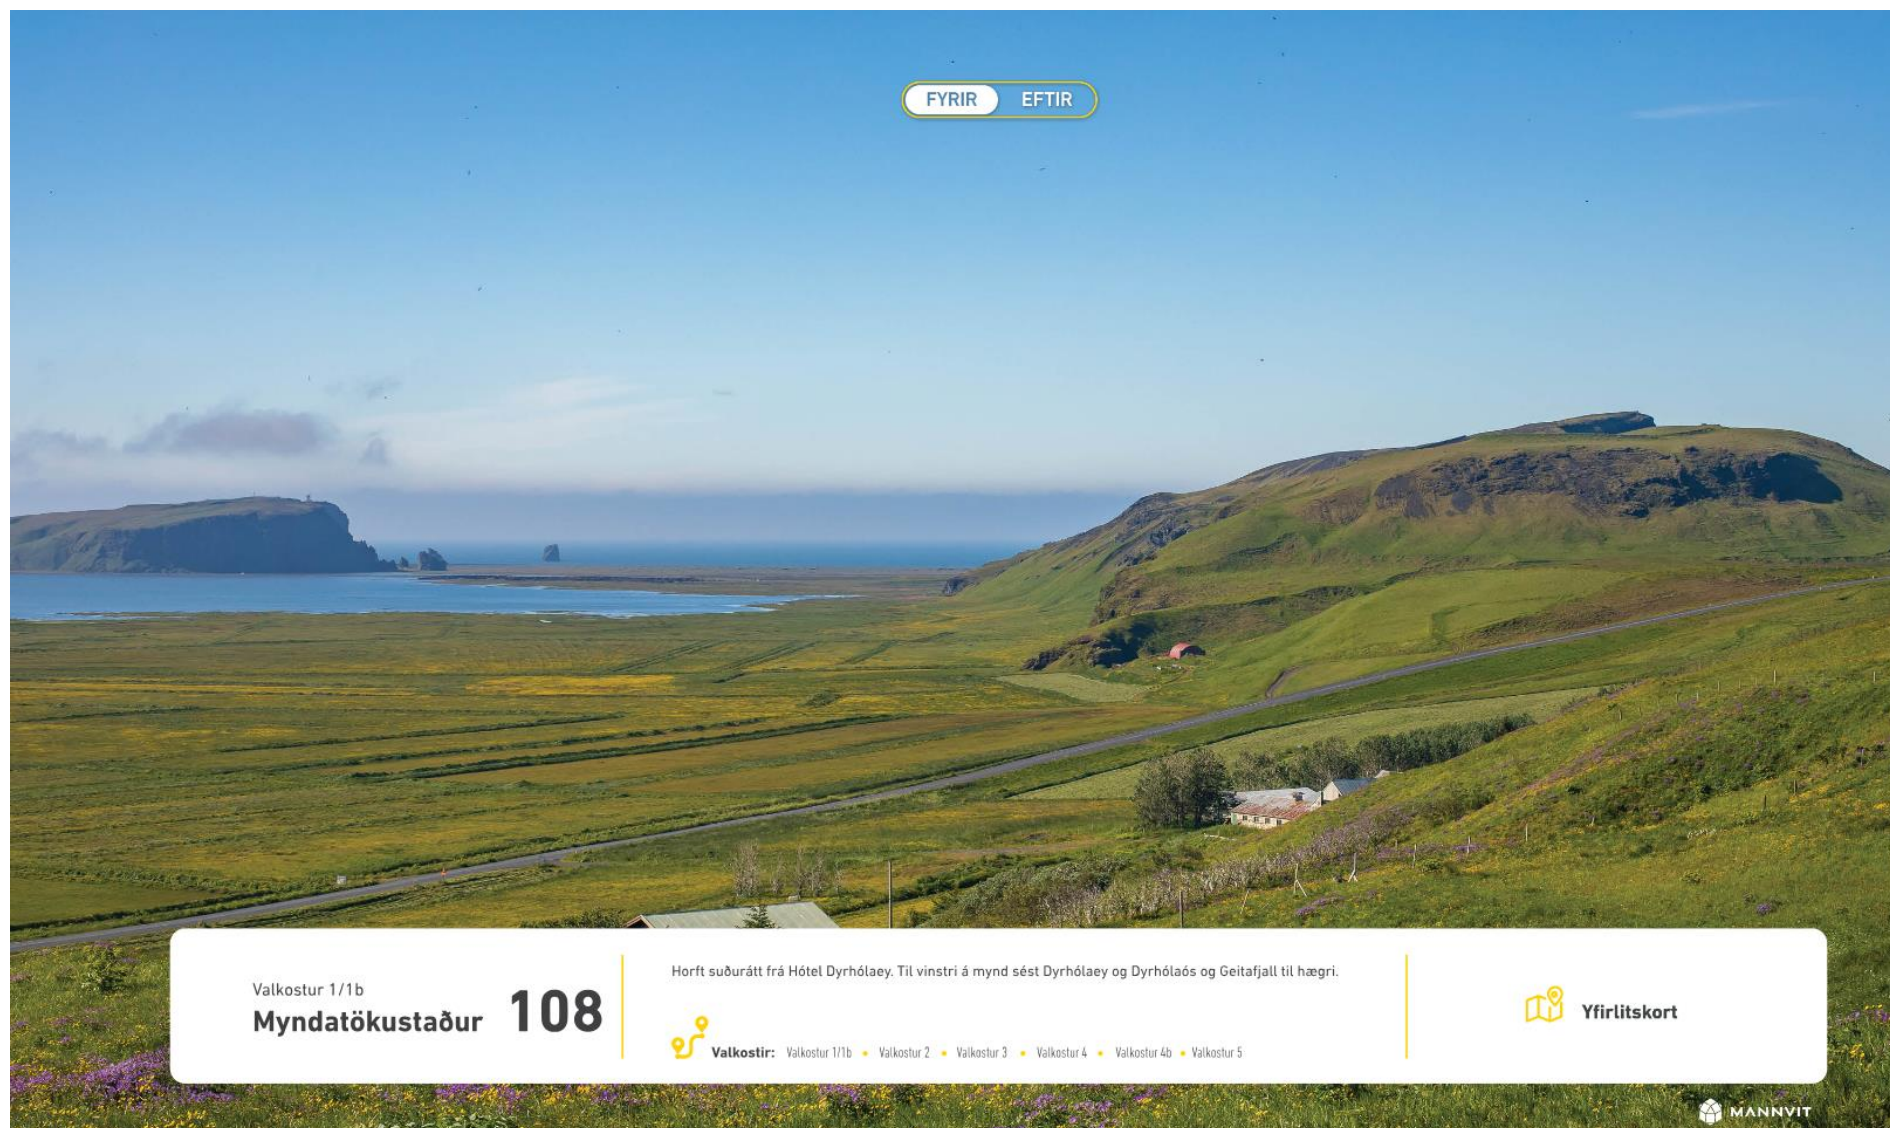 FYRIR EFTIR
Valkostur 1/1b
Myndatökustaður 108
Horft suðurátt frá Hótel Dyrhólaey. Til vinstri á mynd sést Dyrhólaey og Dyrhólaós og Geitafjall til hægri.
Valkostir: Valkostur 1/1b • Valkostur 2 • Valkostur 3 • Valkostur 4 • Valkostur 4b • Valkostur 5
Yfirlitskort
MANNVIT